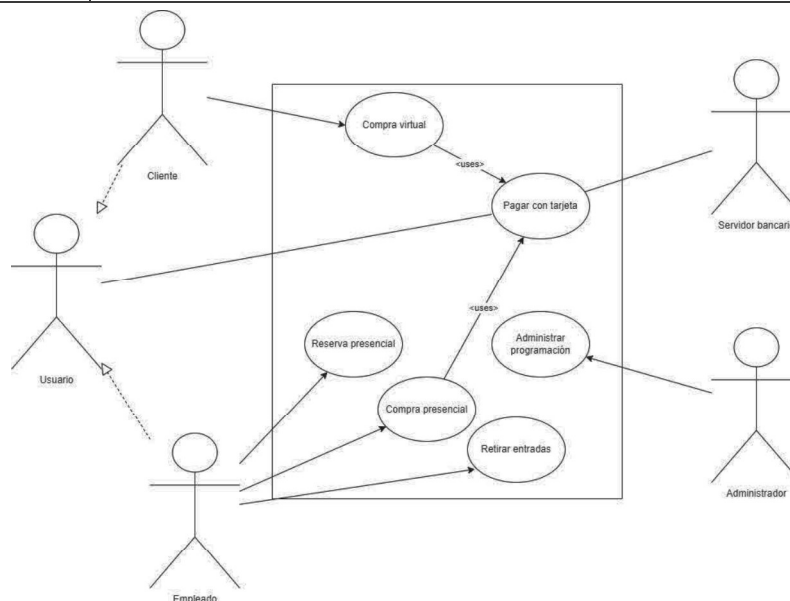 Compra virtual
<uses>
Cliente
Pagar con tarjeta
Servidor bancari
<uses>
Reserva presencial
Administrar
programación
Usuario
Compra presencial
Retirar entradas
Administrador
Empleado